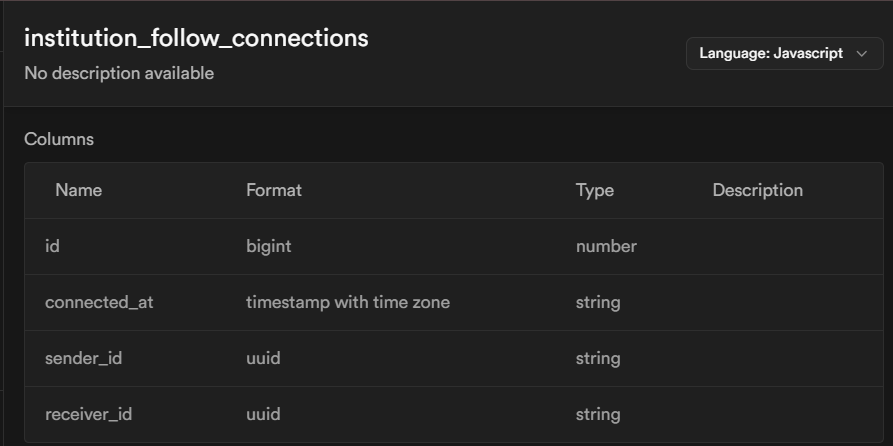 institution_follow_connections
No description available
Language: Javascript
Columns
Name Format Type Description
id bigint number
connected_at timestamp with time zone string
sender_id uuid string
receiver_id uuid string